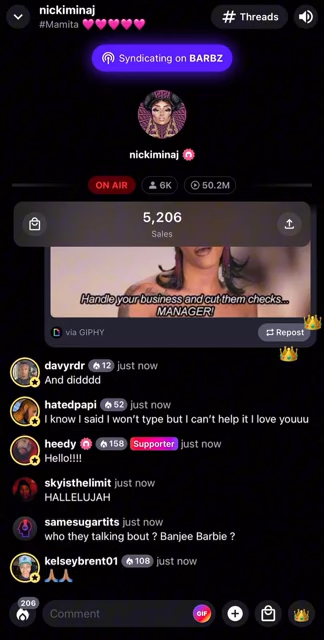 nickiminaj
#Mamita 💖💖💖💖💖
# Threads
Syndicating on BARBZ
nickiminaj
ON AIR
6K
50.2M
5,206
Sales
Handle your business and cut them checks...
MANAGER!
via GIPHY
Repost
davyrdr 12 just now
And didddd
hatedpapi 52 just now
I know I said I won't type but I can't help it I love youuu
heedy 158 Supporter just now
Hello!!!!
skyisthelimit just now
HALLELUJAH
samesugartits just now
who they talking bout ? Banjee Barbie ?
kelseybrent01 108 just now
🙏🏽🙏🏽
206
Comment
GIF